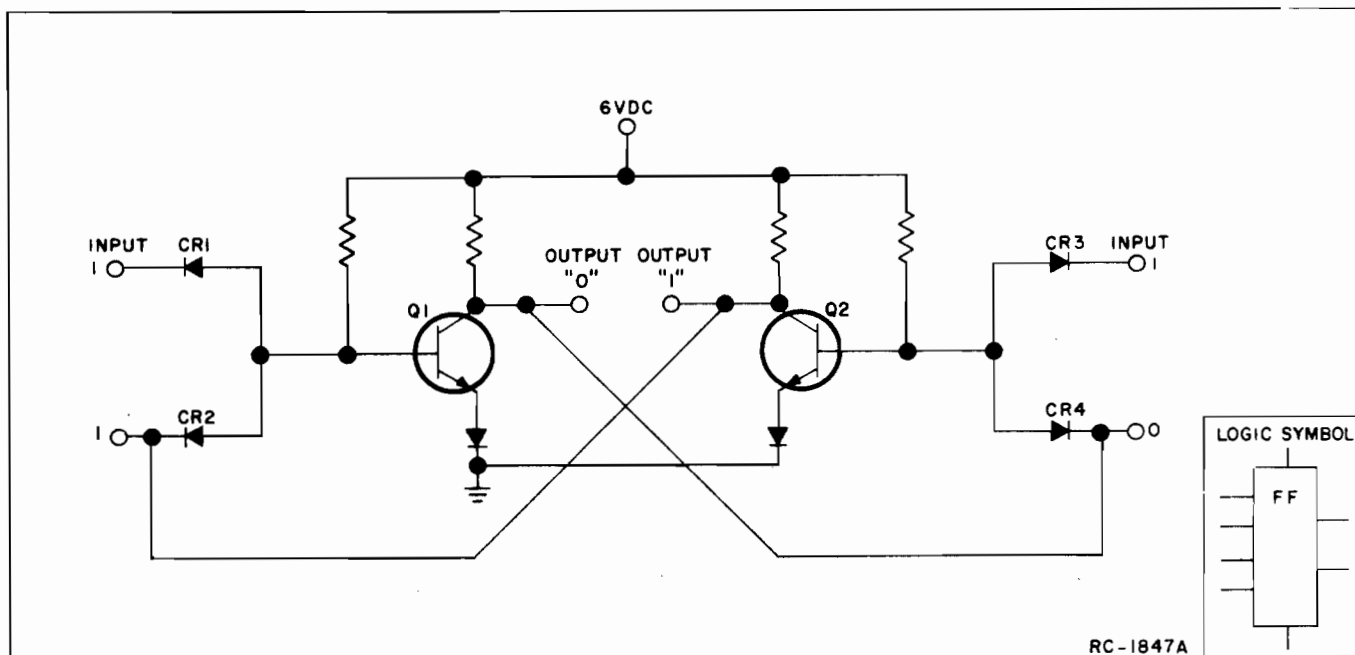 6VDC
INPUT
1
CR1
OUTPUT
"0"
OUTPUT
"1"
CR3
INPUT
1
Q1
Q2
1
CR2
CR4
0
LOGIC SYMBOL
FF
RC-1847A